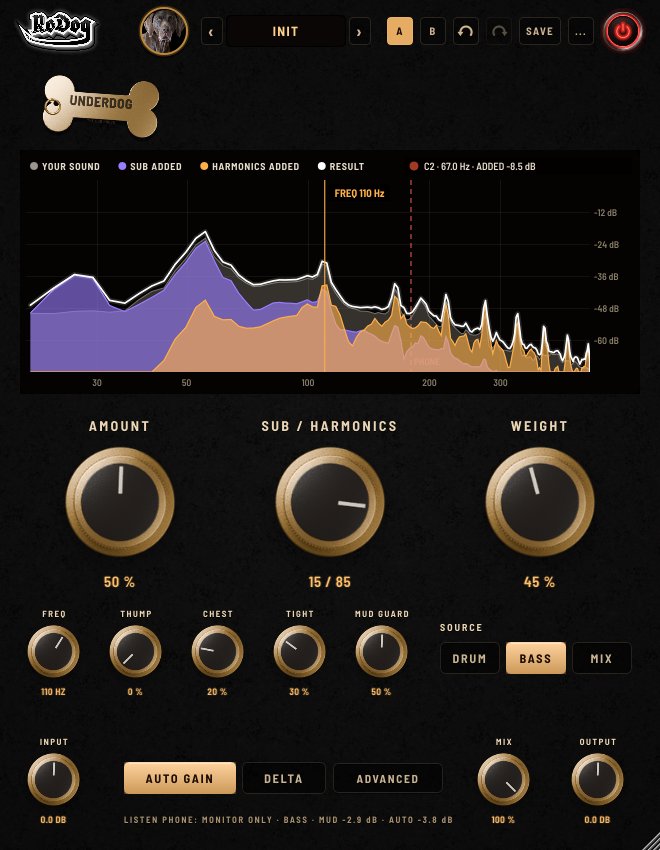 RoDog
‹ INIT › A B SAVE ...
UNDERDOG
YOUR SOUND SUB ADDED HARMONICS ADDED RESULT C2 · 67.0 Hz · ADDED -8.5 dB
FREQ 110 Hz
-12 dB
-24 dB
-36 dB
-48 dB
-60 dB
PHONE
30 50 100 200 300
AMOUNT SUB / HARMONICS WEIGHT
50 % 15 / 85 45 %
FREQ THUMP CHEST TIGHT MUD GUARD
SOURCE
DRUM BASS MIX
110 HZ 0 % 20 % 30 % 50 %
INPUT MIX OUTPUT
AUTO GAIN DELTA ADVANCED
0.0 DB LISTEN PHONE: MONITOR ONLY · BASS · MUD -2.9 dB · AUTO -3.8 dB 100 % 0.0 DB